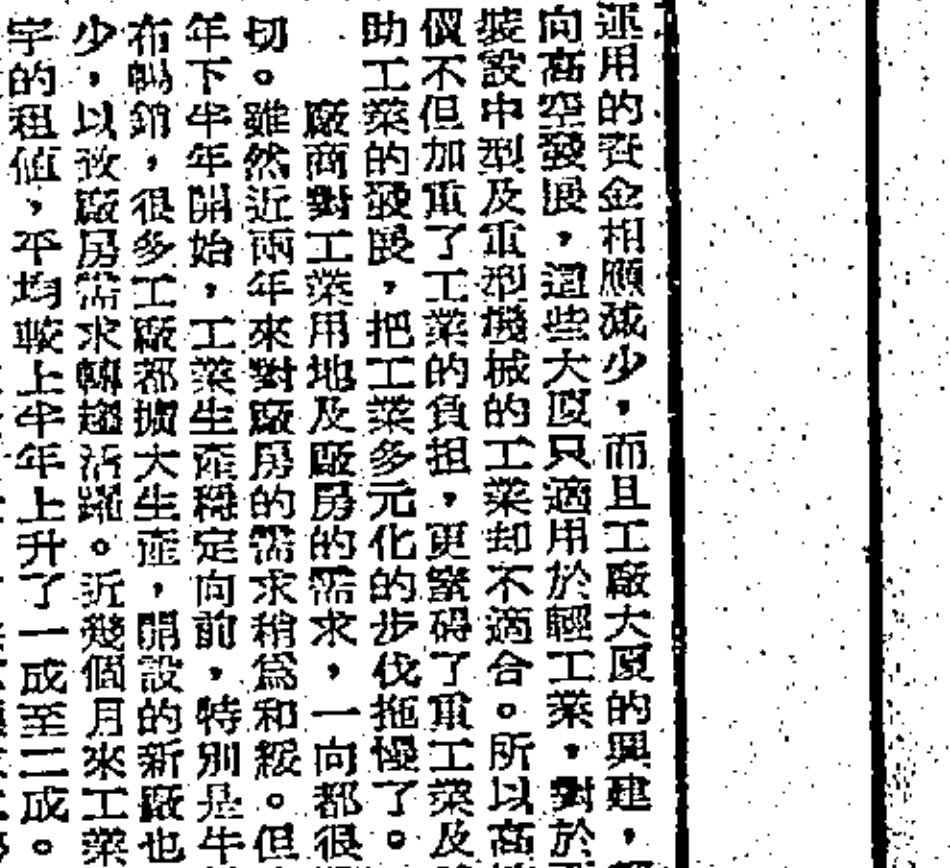 運用的資金相應減少，而且工廠大厦的興建，
向高空發展，這些大厦只適用於輕工業，對於
裝設中型及重型機械的工業却不適合。所以高
價不但加重了工業的負担，更窒碍了重工業及
助工業的發展，把工業多元化的步伐拖慢了。
廠商對工業用地及廠房的需求，一向都很
切。雖然近兩年來對廠房的需求稍爲和緩。但
年下半年開始，工業生產穩定向前，特別是牛
布暢銷，很多工廠都擴大生產，開設的新廠也
少，以致廠房需求轉趨活躍。近幾個月來工業
宇的租值，平均較上半年上升了一成至二成。